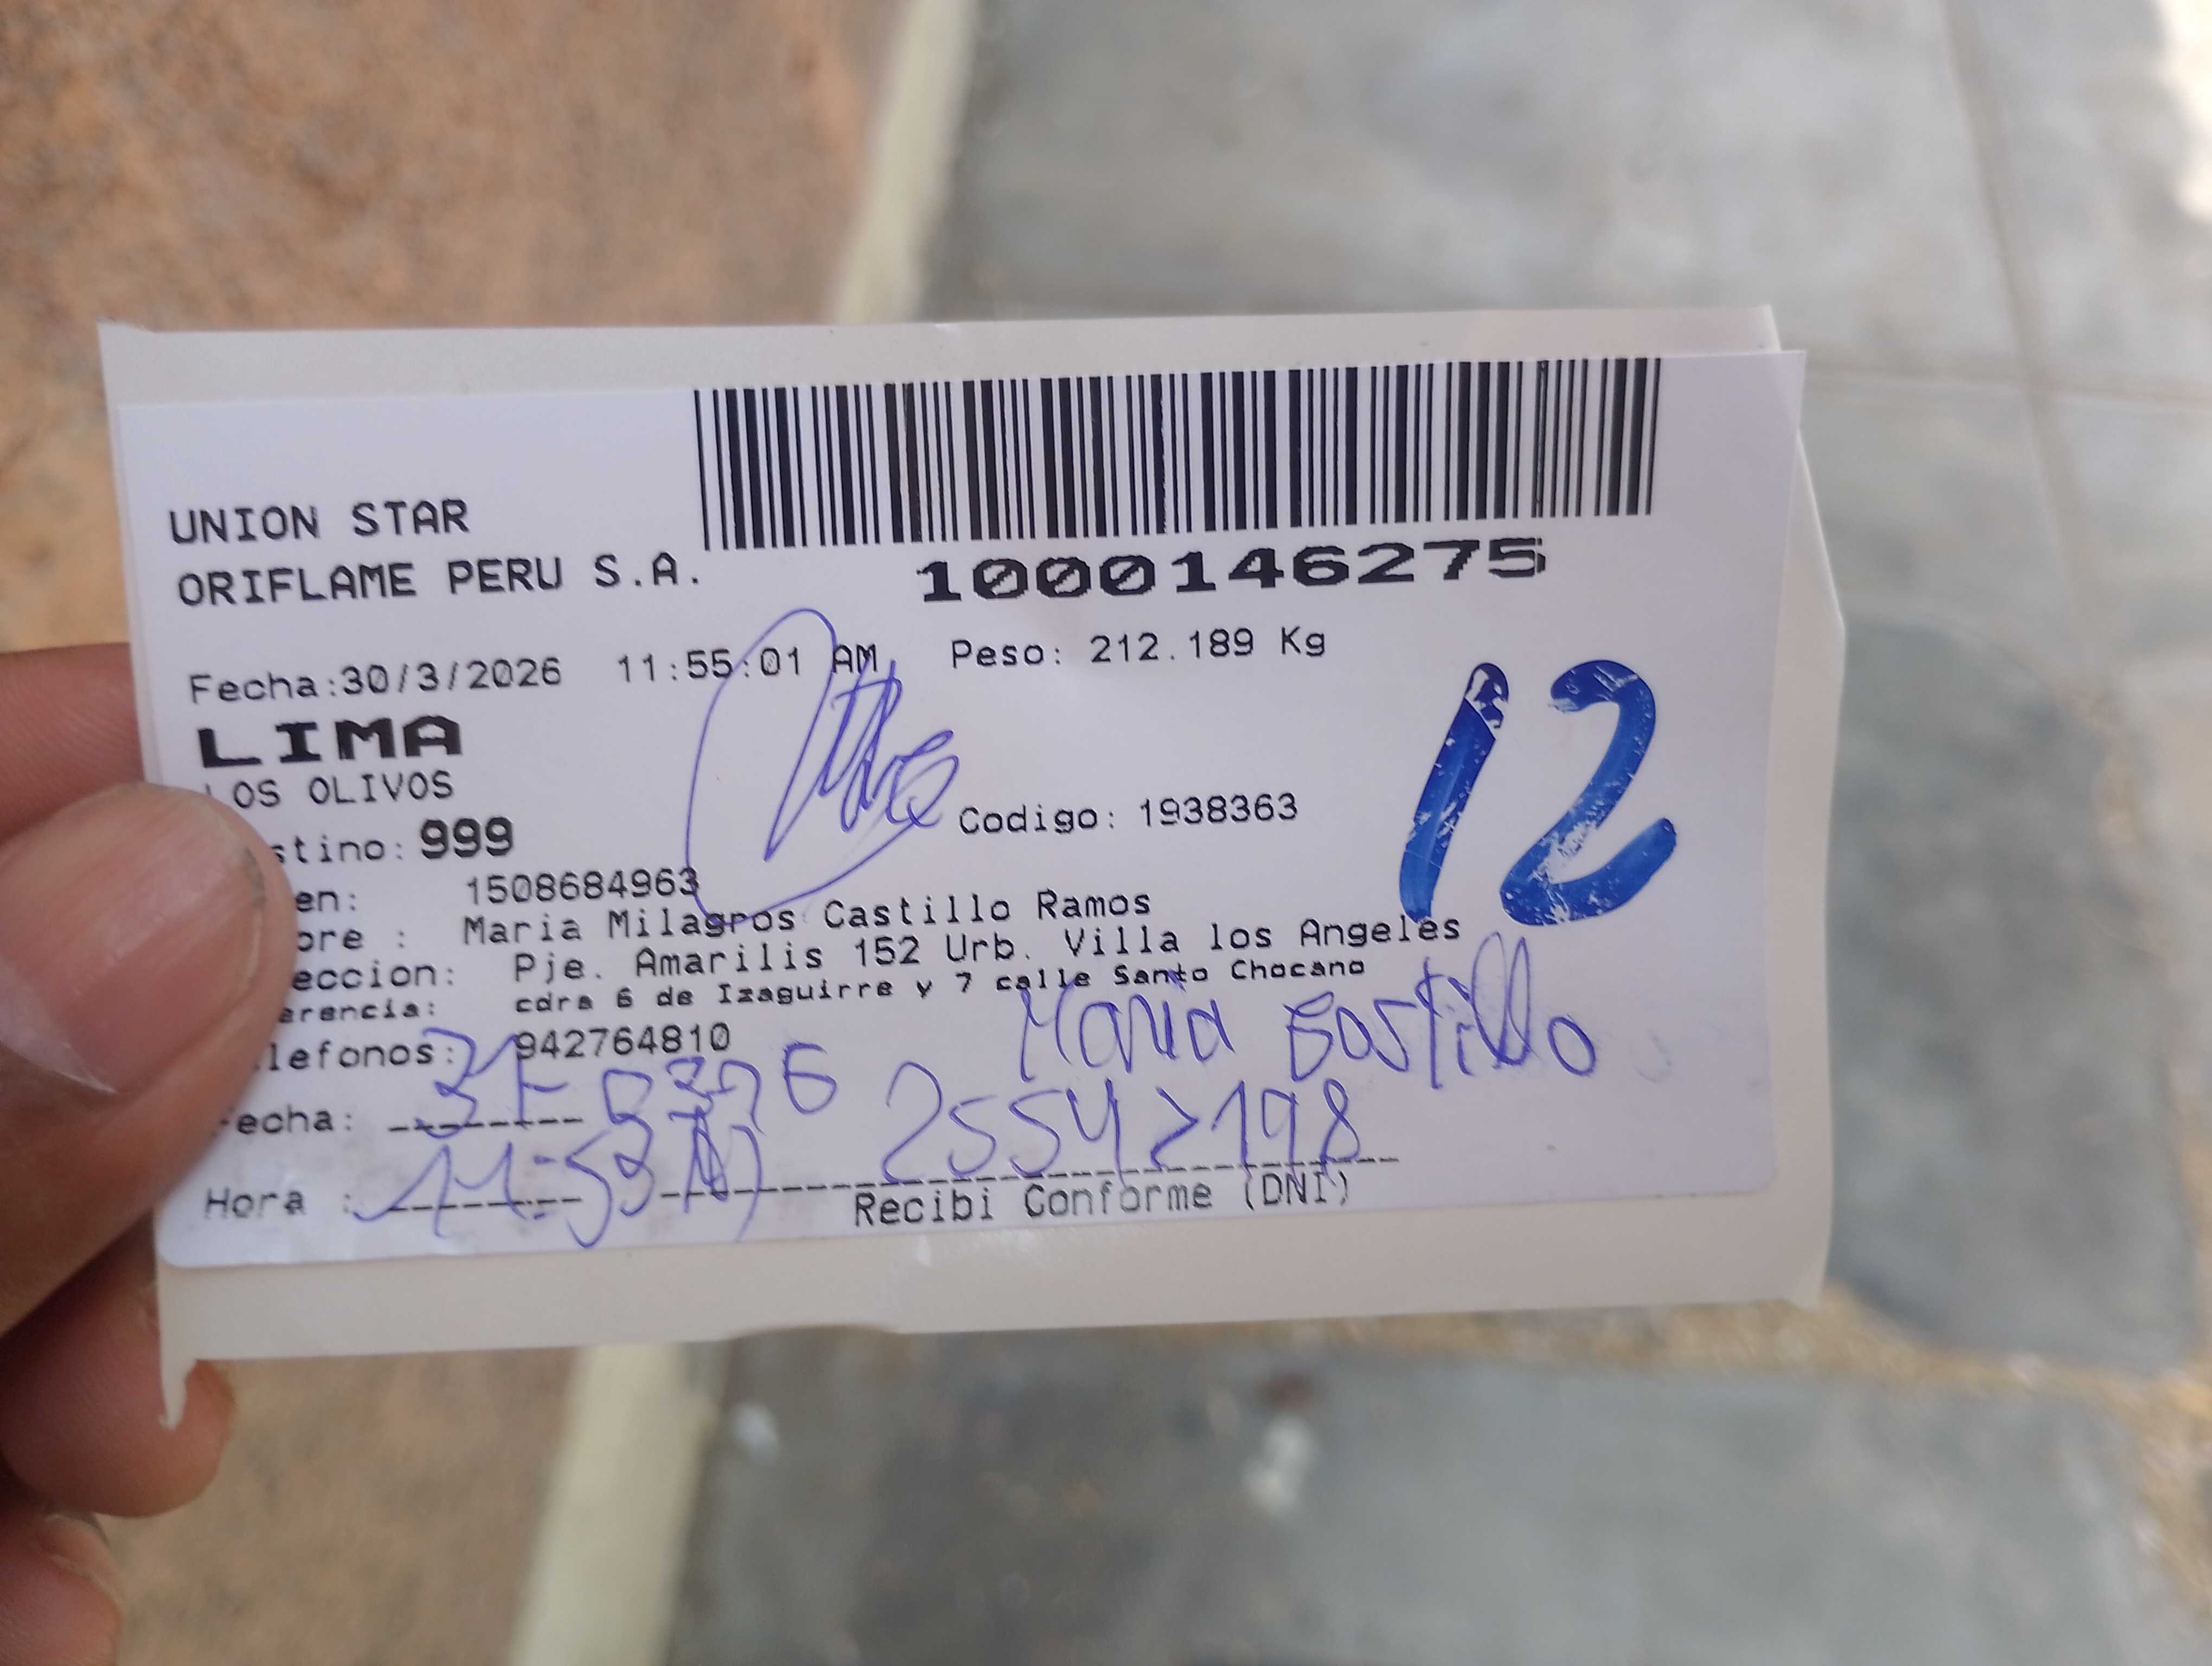 UNION STAR
ORIFLAME PERU S.A.
1000146275
Fecha:30/3/2026 11:55:01 AM Peso: 212.189 Kg
LIMA
LOS OLIVOS
12
stino: 999 Codigo: 1938363
en: 1508684963
bre : Maria Milagros Castillo Ramos
eccion: Pje. Amarilis 152 Urb. Villa los Angeles
erencia: cdra 6 de Izaguirre y 7 calle Santo Chocano
lefonos: 942764810
Maria Castillo
Fecha: 31-
Hora :
Recibi Conforme (DNI)